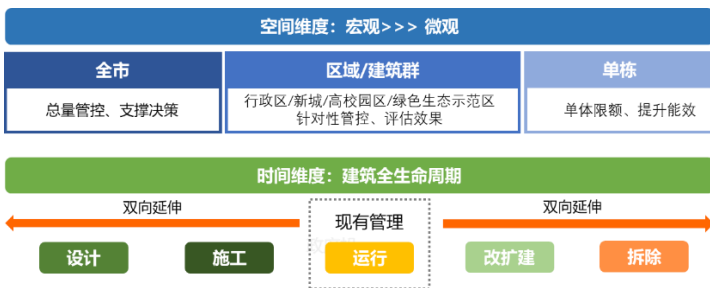 空间维度：宏观>>> 微观
全市
区域/建筑群
单栋
总量管控、支撑决策
行政区/新城/高校园区/绿色生态示范区
针对性管控、评估效果
单体限额、提升能效
时间维度：建筑全生命周期
双向延伸
现有管理
双向延伸
设计
施工
运行
改扩建
拆除